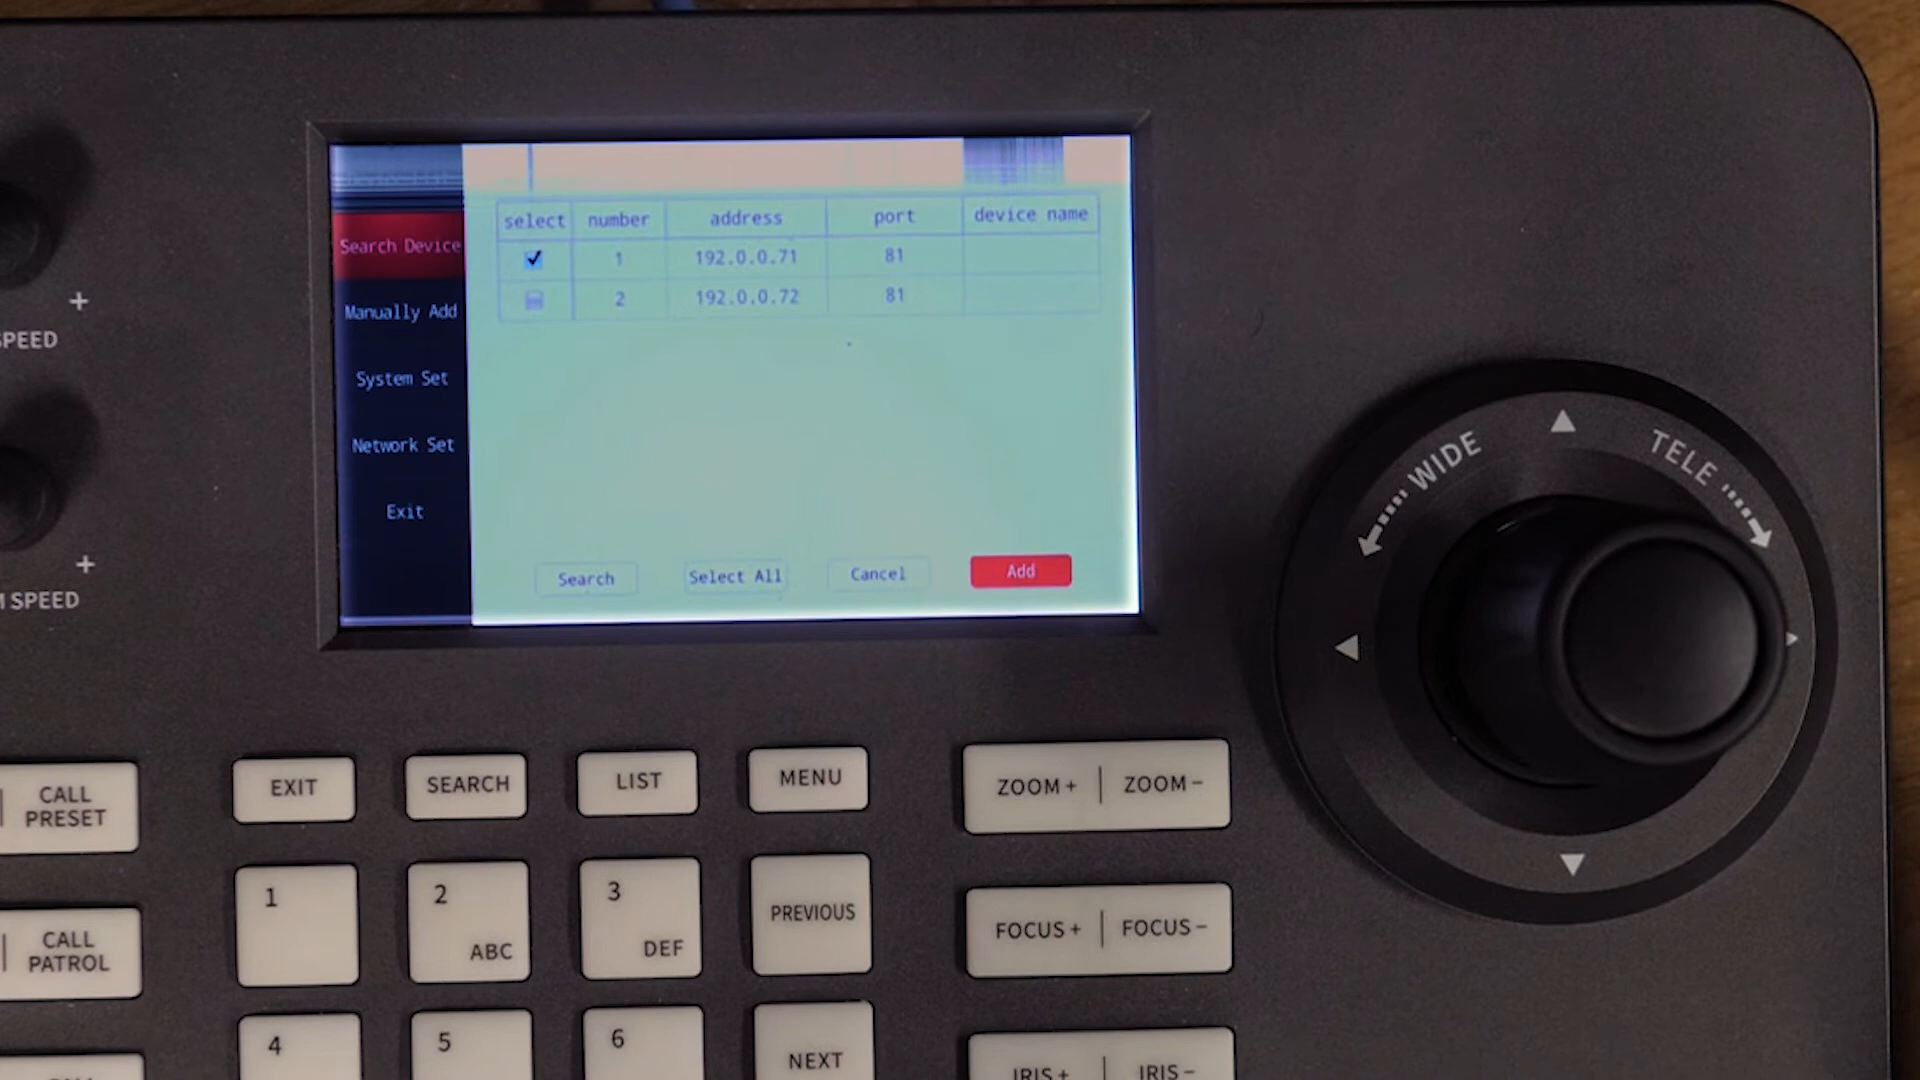 select number address port device name
1 192.0.0.71 81
2 192.0.0.72 81
Search Device
Manually Add
System Set
Network Set
Exit
Search Select All Cancel Add
+
SPEED
+
SPEED
WIDE TELE
CALL
PRESET
EXIT SEARCH LIST MENU ZOOM+ | ZOOM−
CALL
PATROL
1
2 ABC
3 DEF
PREVIOUS
FOCUS+ | FOCUS−
4 5 6 NEXT
IRIS+ | IRIS−